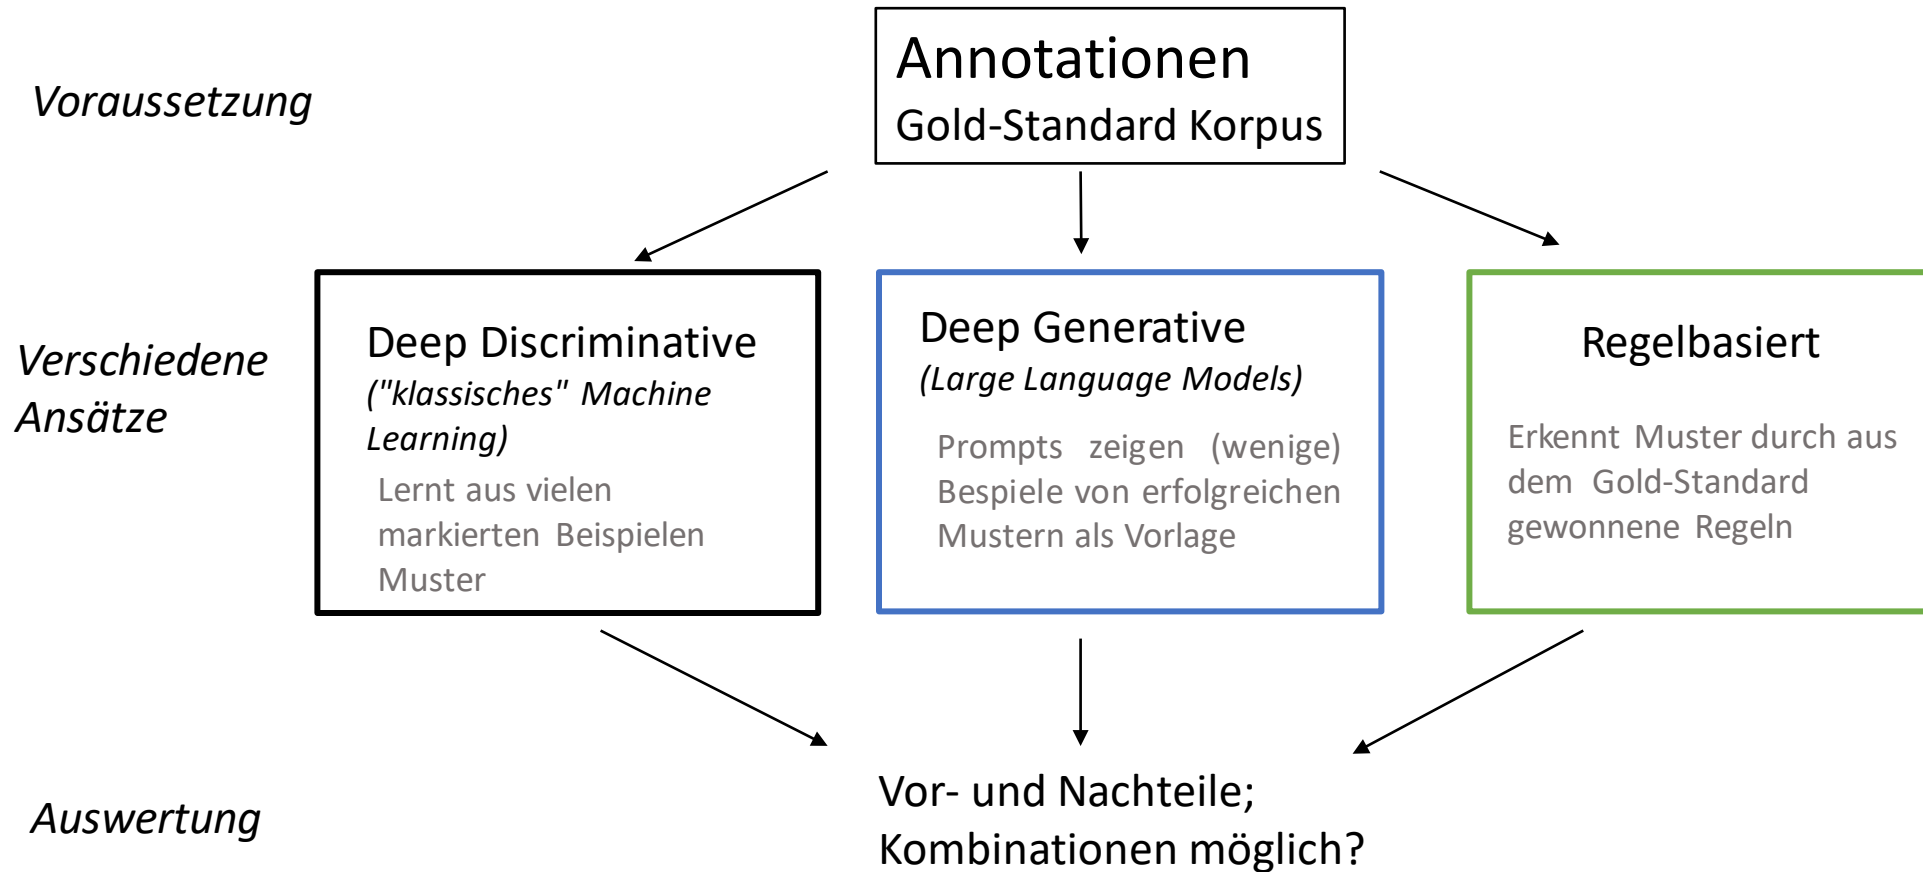 Voraussetzung
Annotationen
Gold-Standard Korpus
Verschiedene
Ansätze
Deep Discriminative
("klassisches" Machine
Learning)
Lernt aus vielen
markierten Beispielen
Muster
Deep Generative
(Large Language Models)
Prompts zeigen (wenige)
Bespiele von erfolgreichen
Mustern als Vorlage
Regelbasiert
Erkennt Muster durch aus
dem Gold-Standard
gewonnene Regeln
Auswertung
Vor- und Nachteile;
Kombinationen möglich?